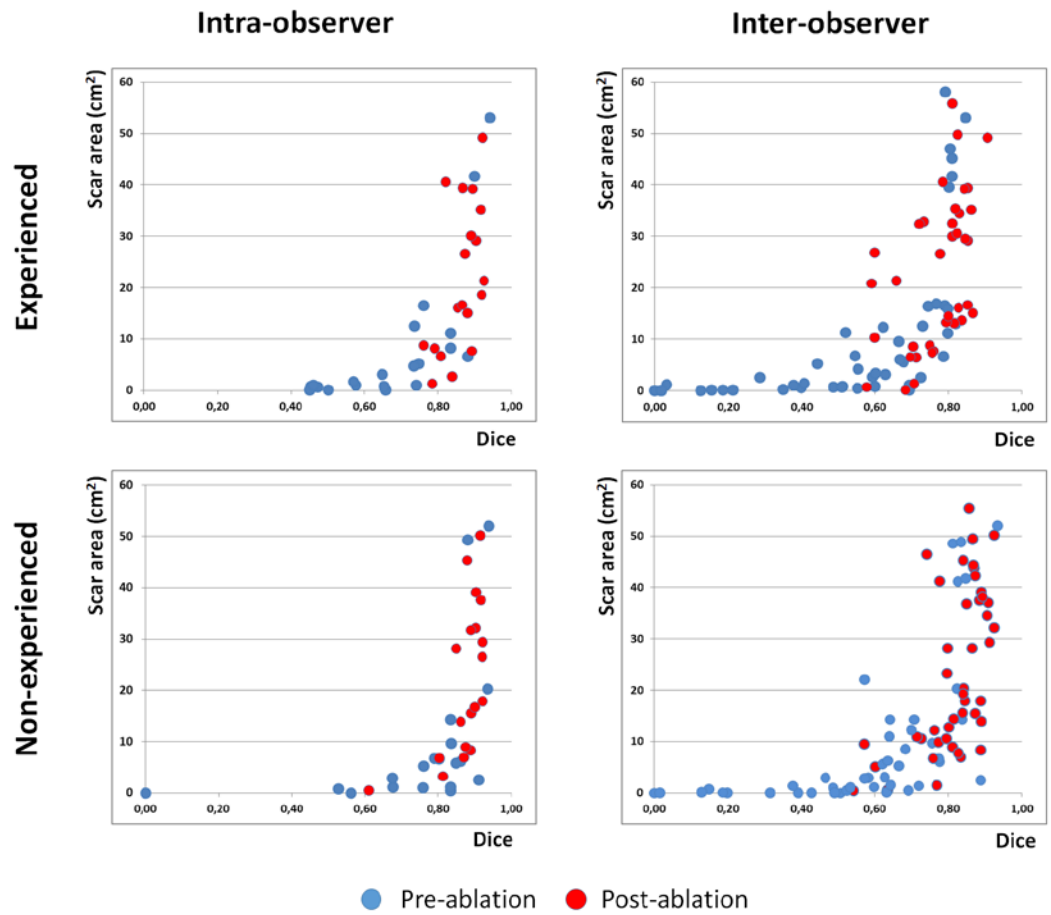 Intra-observer
Inter-observer
Experienced
Scar area (cm²)
60
50
40
30
20
10
0
0,00 0,20 0,40 0,60 0,80 1,00
Dice
Scar area (cm²)
60
50
40
30
20
10
0
0,00 0,20 0,40 0,60 0,80 1,00
Dice
Non-experienced
Scar area (cm²)
60
50
40
30
20
10
0
0,00 0,20 0,40 0,60 0,80 1,00
Dice
Scar area (cm²)
60
50
40
30
20
10
0
0,00 0,20 0,40 0,60 0,80 1,00
Dice
Pre-ablation Post-ablation